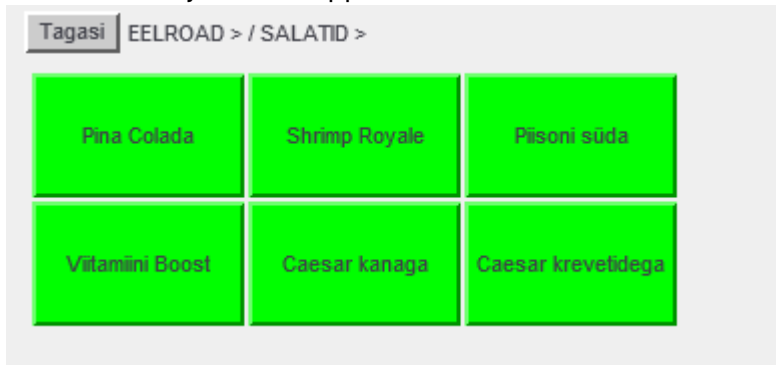 Tagasi EELROAD > / SALATID >
Pina Colada Shrimp Royale Piisoni süda
Viitamiini Boost Caesar kanaga Caesar krevetidega